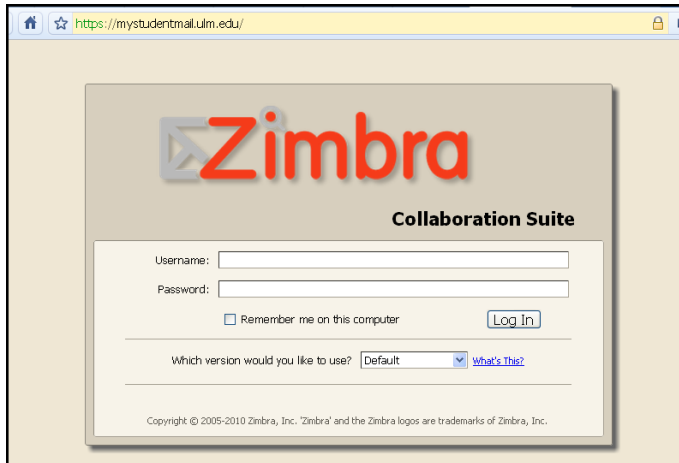 https://mystudentmail.ulm.edu/
Zimbra
Collaboration Suite
Username:
Password:
Remember me on this computer
Log In
Which version would you like to use? Default What's This?
Copyright © 2005-2010 Zimbra, Inc. 'Zimbra' and the Zimbra logos are trademarks of Zimbra, Inc.